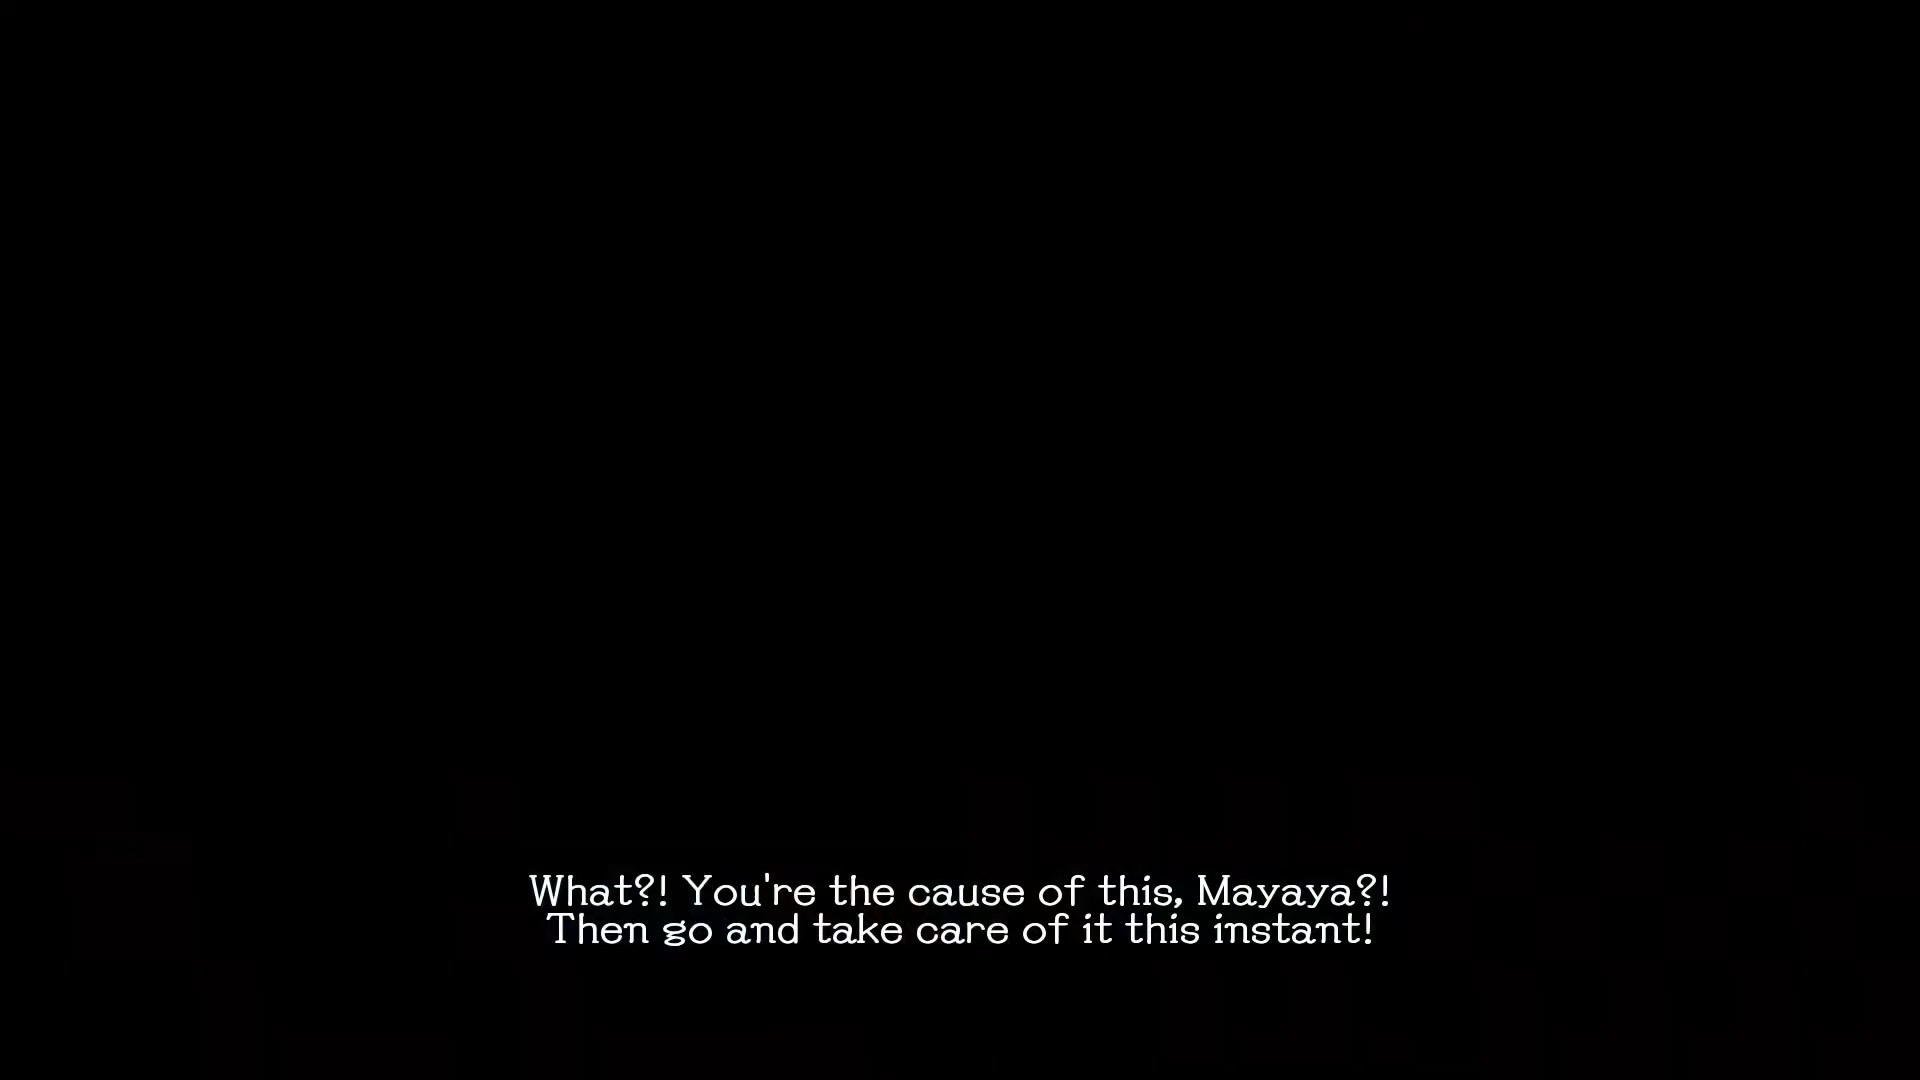 What?! You're the cause of this, Mayaya?!
Then go and take care of it this instant!